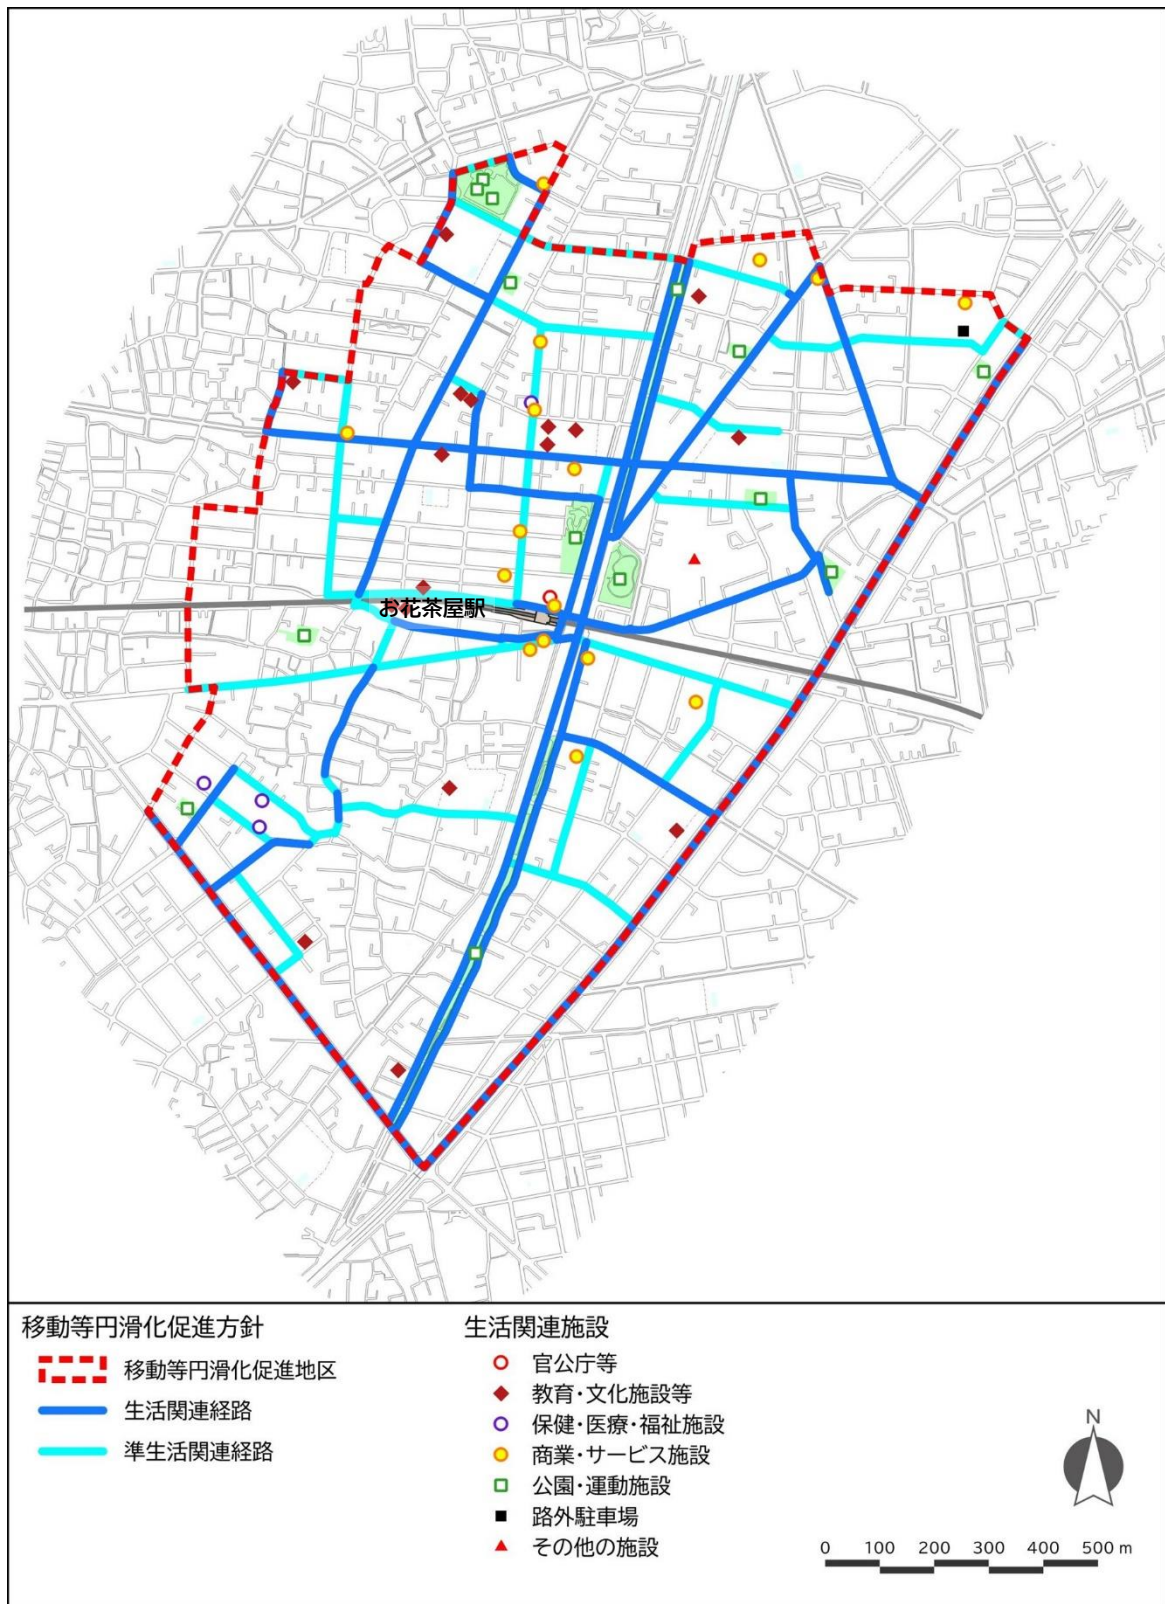 お花茶屋駅
移動等円滑化促進方針
移動等円滑化促進地区
生活関連経路
準生活関連経路
生活関連施設
官公庁等
教育・文化施設等
保健・医療・福祉施設
商業・サービス施設
公園・運動施設
路外駐車場
その他の施設
N
0 100 200 300 400 500 m